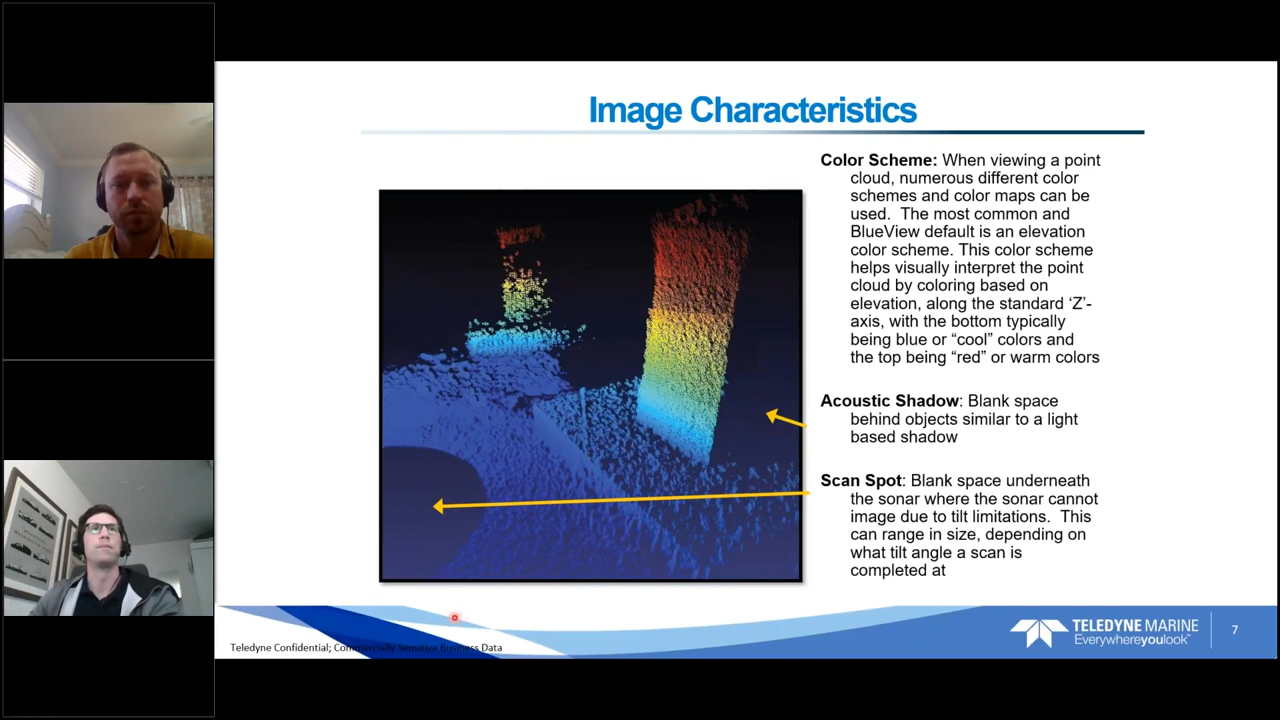 Image Characteristics
Color Scheme: When viewing a point
cloud, numerous different color
schemes and color maps can be
used. The most common and
BlueView default is an elevation
color scheme. This color scheme
helps visually interpret the point
cloud by coloring based on
elevation, along the standard ‘Z’-
axis, with the bottom typically
being blue or “cool” colors and
the top being “red” or warm colors
Acoustic Shadow: Blank space
behind objects similar to a light
based shadow
Scan Spot: Blank space underneath
the sonar where the sonar cannot
image due to tilt limitations. This
can range in size, depending on
what tilt angle a scan is
completed at
Teledyne Confidential; Commercially Sensitive Business Data
TELEDYNE MARINE
Everywhereyoulook™
7